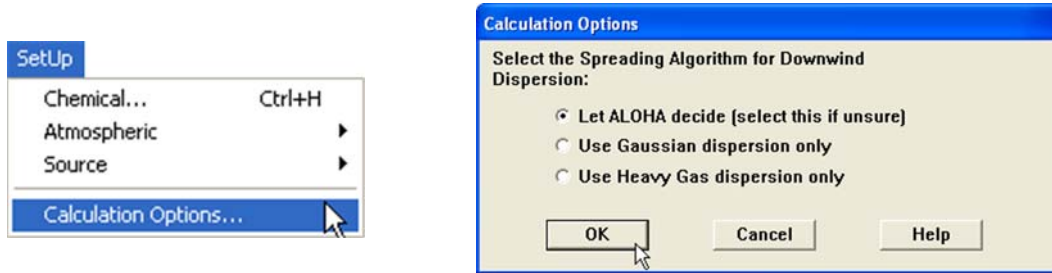 SetUp
Chemical... Ctrl+H
Atmospheric
Source
Calculation Options...
Calculation Options
Select the Spreading Algorithm for Downwind
Dispersion:
Let ALOHA decide (select this if unsure)
Use Gaussian dispersion only
Use Heavy Gas dispersion only
OK Cancel Help